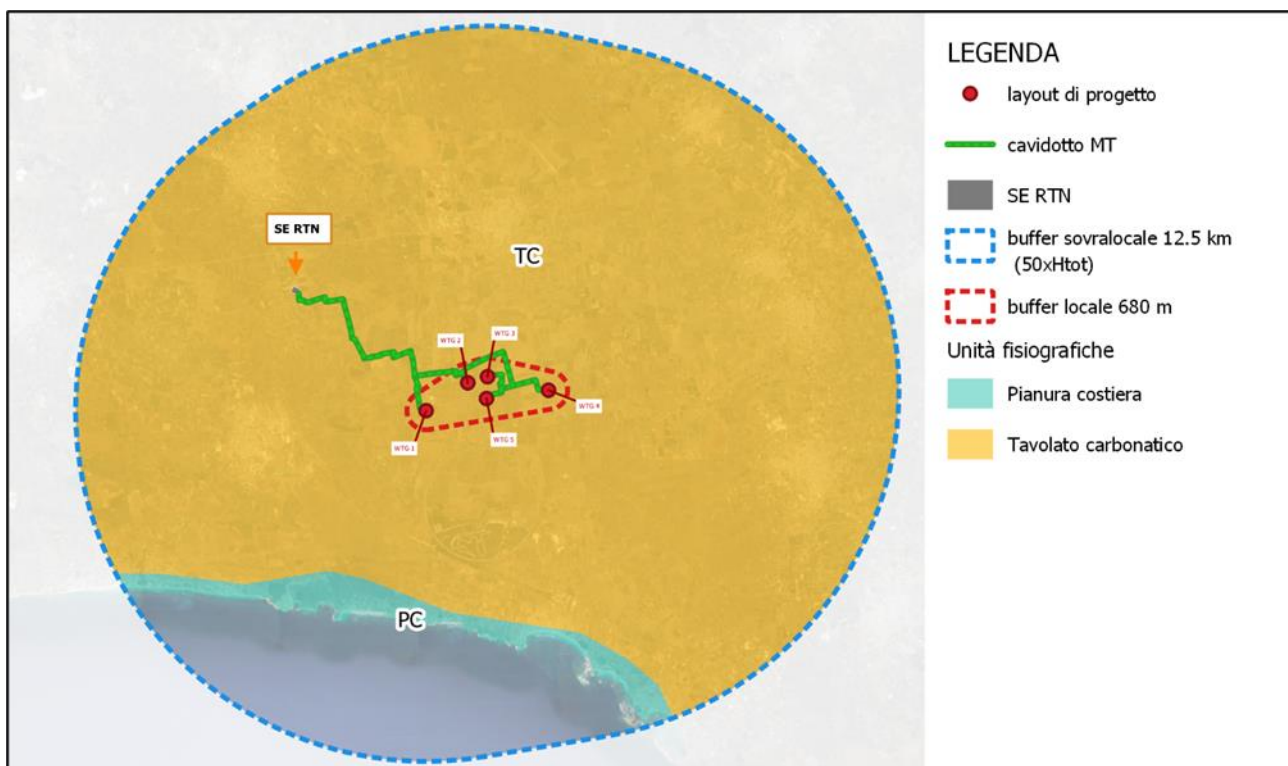 LEGENDA
layout di progetto
cavidotto MT
SE RTN
buffer sovralocale 12.5 km
(50xHtot)
buffer locale 680 m
Unità fisiografiche
Pianura costiera
Tavolato carbonatico
SE RTN
TC
WTG 2
WTG 3
WTG 4
WTG 1
WTG 5
PC